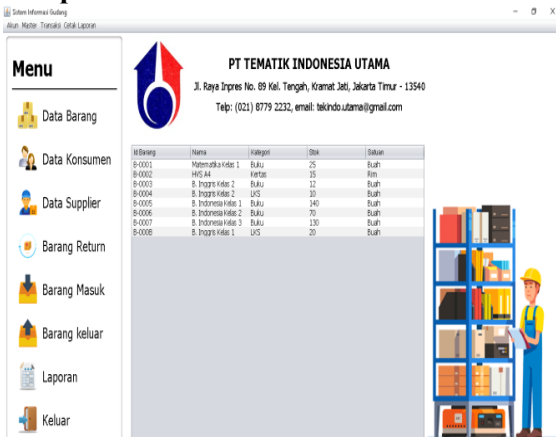 Sistem Informasi Gudang
Akun Master Transaksi Cetak Laporan
Menu
Data Barang
Data Konsumen
Data Supplier
Barang Return
Barang Masuk
Barang keluar
Laporan
Keluar
PT TEMATIK INDONESIA UTAMA
Jl. Raya Inpres No. 89 Kel. Tengah, Kramat Jati, Jakarta Timur - 13540
Telp: (021) 8779 2232, email: tekindo.utama@gmail.com
Id Barang Nama Kategori Stok Satuan
B-0001 Matematika Kelas 1 Buku 25 Buah
B-0002 HVS A4 Kertas 15 Rim
B-0003 B. Inggris Kelas 2 Buku 12 Buah
B-0004 B. Inggris Kelas 2 LKS 10 Buah
B-0005 B. Indonesia Kelas 1 Buku 140 Buah
B-0006 B. Indonesia Kelas 2 Buku 70 Buah
B-0007 B. Indonesia Kelas 3 Buku 130 Buah
B-0008 B. Inggris Kelas 1 LKS 20 Buah